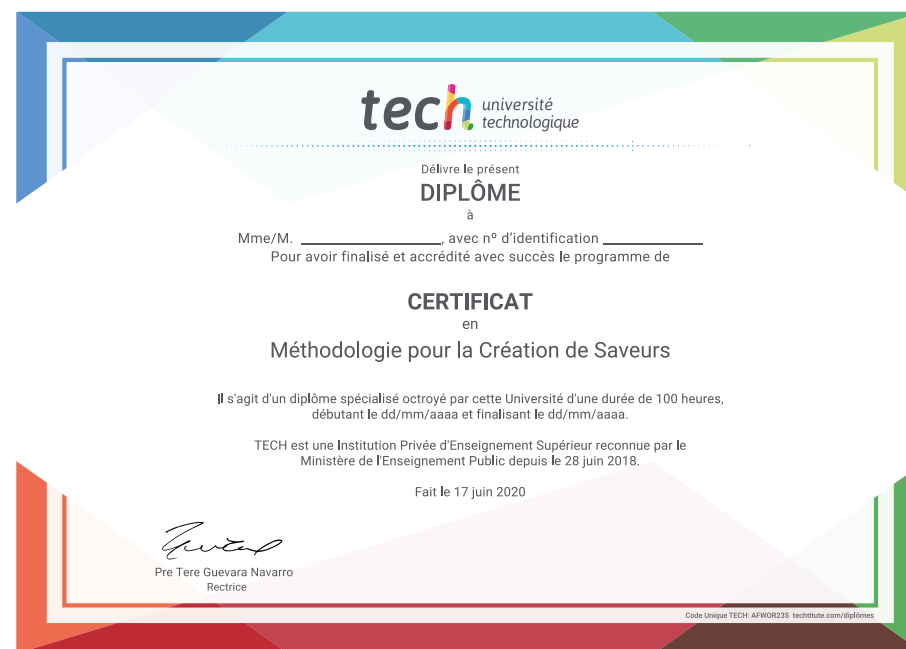 tech université
technologique
Délivre le présent
DIPLÔME
à
Mme/M. ____________________, avec nº d'identification ______________
Pour avoir finalisé et accrédité avec succès le programme de
CERTIFICAT
en
Méthodologie pour la Création de Saveurs
Il s'agit d'un diplôme spécialisé octroyé par cette Université d'une durée de 100 heures,
débutant le dd/mm/aaaa et finalisant le dd/mm/aaaa.
TECH est une Institution Privée d'Enseignement Supérieur reconnue par le
Ministère de l'Enseignement Public depuis le 28 juin 2018.
Fait le 17 juin 2020
Pre Tere Guevara Navarro
Rectrice
Code Unique TECH: AFWOR23S techtitute.com/diplômes